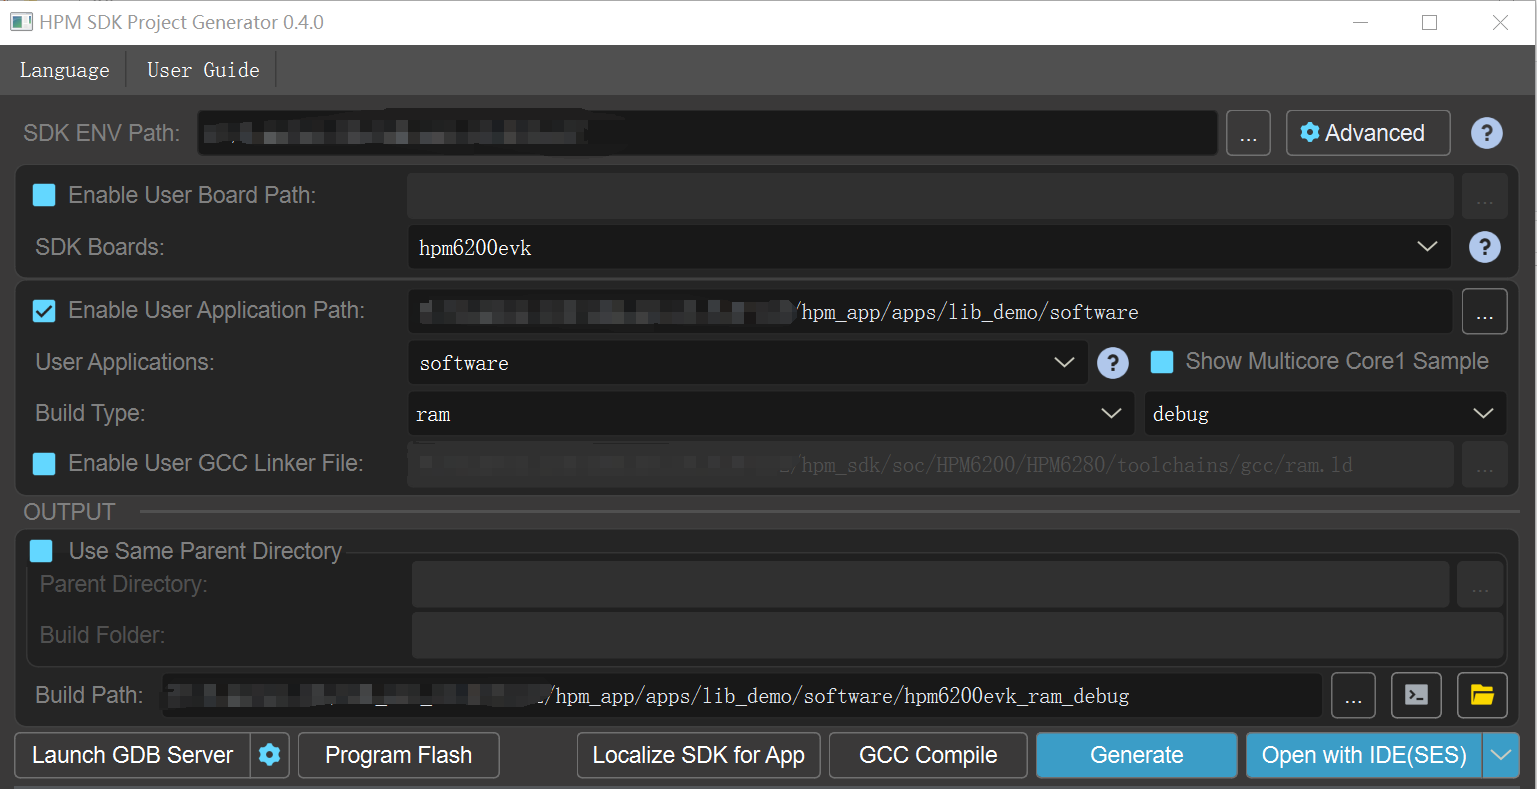 HPM SDK Project Generator 0.4.0
Language User Guide
SDK ENV Path: ... Advanced ?
Enable User Board Path: ...
SDK Boards: hpm6200evk ?
Enable User Application Path: /hpm_app/apps/lib_demo/software ...
User Applications: software ? Show Multicore Core1 Sample
Build Type: ram debug
Enable User GCC Linker File: /hpm_sdk/soc/HPM6200/HPM6280/toolchains/gcc/ram.ld ...
OUTPUT
Use Same Parent Directory
Parent Directory: ...
Build Folder:
Build Path: /hpm_app/apps/lib_demo/software/hpm6200evk_ram_debug ...
Launch GDB Server Program Flash Localize SDK for App GCC Compile Generate Open with IDE(SES)